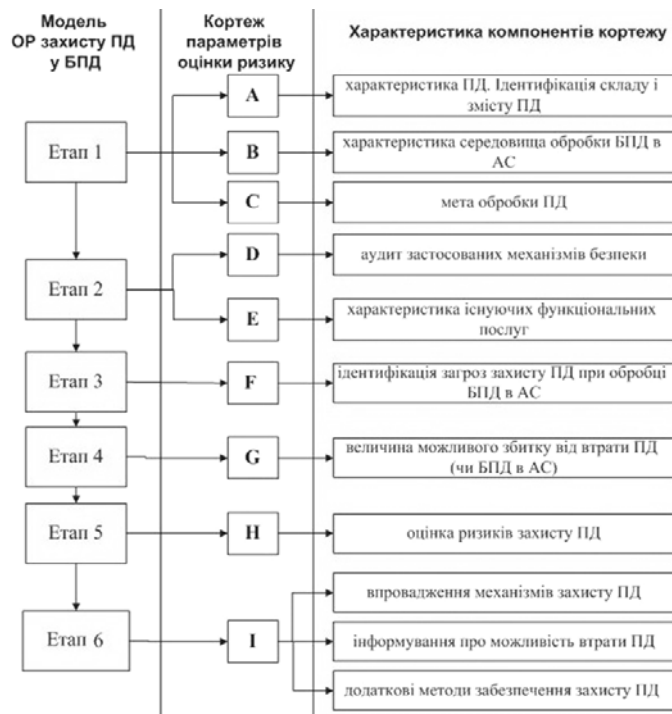 Модель
ОР захисту ПД
у БПД
Кортеж
параметрів
оцінки ризику
Характеристика компонентів кортежу
Етап 1
A
характеристика ПД. Ідентифікація складу і
змісту ПД
B
характеристика середовища обробки БПД в
АС
C
мета обробки ПД
Етап 2
D
аудит застосованих механізмів безпеки
E
характеристика існуючих функціональних
послуг
Етап 3
F
ідентифікація загроз захисту ПД при обробці
БПД в АС
Етап 4
G
величина можливого збитку від втрати ПД
(чи БПД в АС)
Етап 5
H
оцінка ризиків захисту ПД
Етап 6
I
впровадження механізмів захисту ПД
інформування про можливість втрати ПД
додаткові методи забезпечення захисту ПД